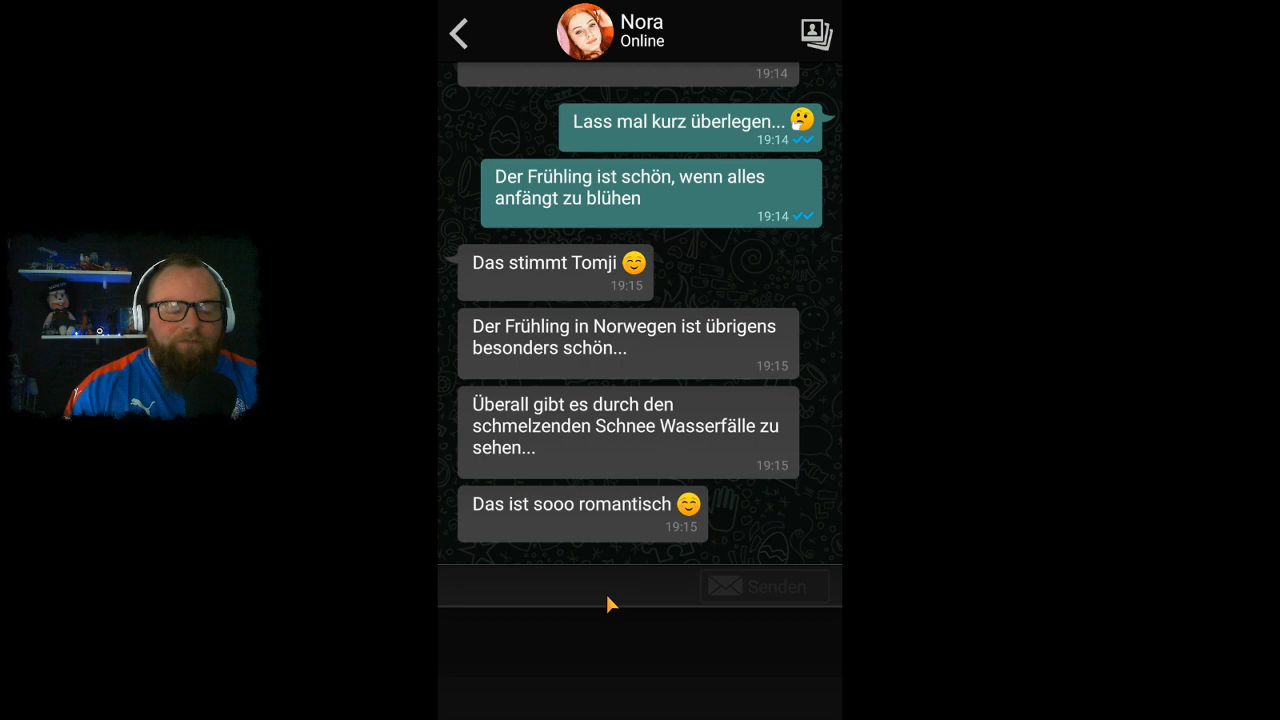 Nora
Online
19:14
Lass mal kurz überlegen...
19:14
Der Frühling ist schön, wenn alles
anfängt zu blühen
19:14
Das stimmt Tomji
19:15
Der Frühling in Norwegen ist übrigens
besonders schön...
19:15
Überall gibt es durch den
schmelzenden Schnee Wasserfälle zu
sehen...
19:15
Das ist sooo romantisch
19:15
Senden